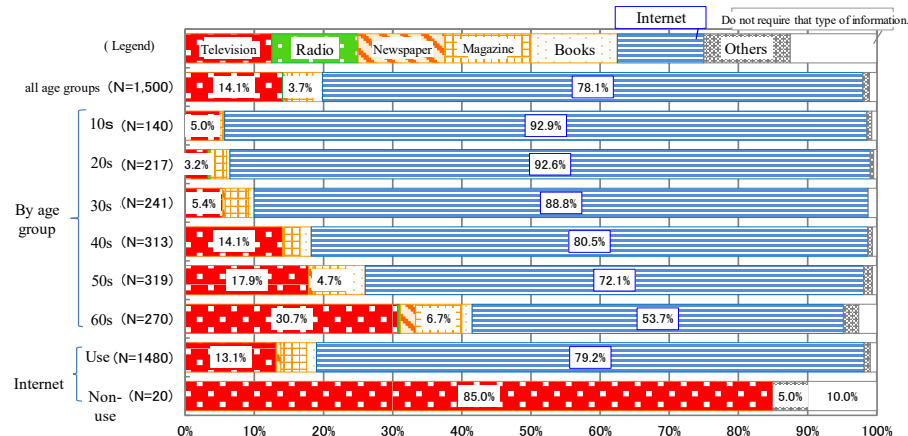 Internet
Do not require that type of information.
( Legend) Television Radio Newspaper Magazine Books Others
all age groups (N=1,500) 14.1% 3.7% 78.1%
10s (N=140) 5.0% 92.9%
20s (N=217) 3.2% 92.6%
30s (N=241) 5.4% 88.8%
By age group
40s (N=313) 14.1% 80.5%
50s (N=319) 17.9% 4.7% 72.1%
60s (N=270) 30.7% 6.7% 53.7%
Internet
Use (N=1480) 13.1% 79.2%
Non-use (N=20) 85.0% 5.0% 10.0%
0% 10% 20% 30% 40% 50% 60% 70% 80% 90% 100%